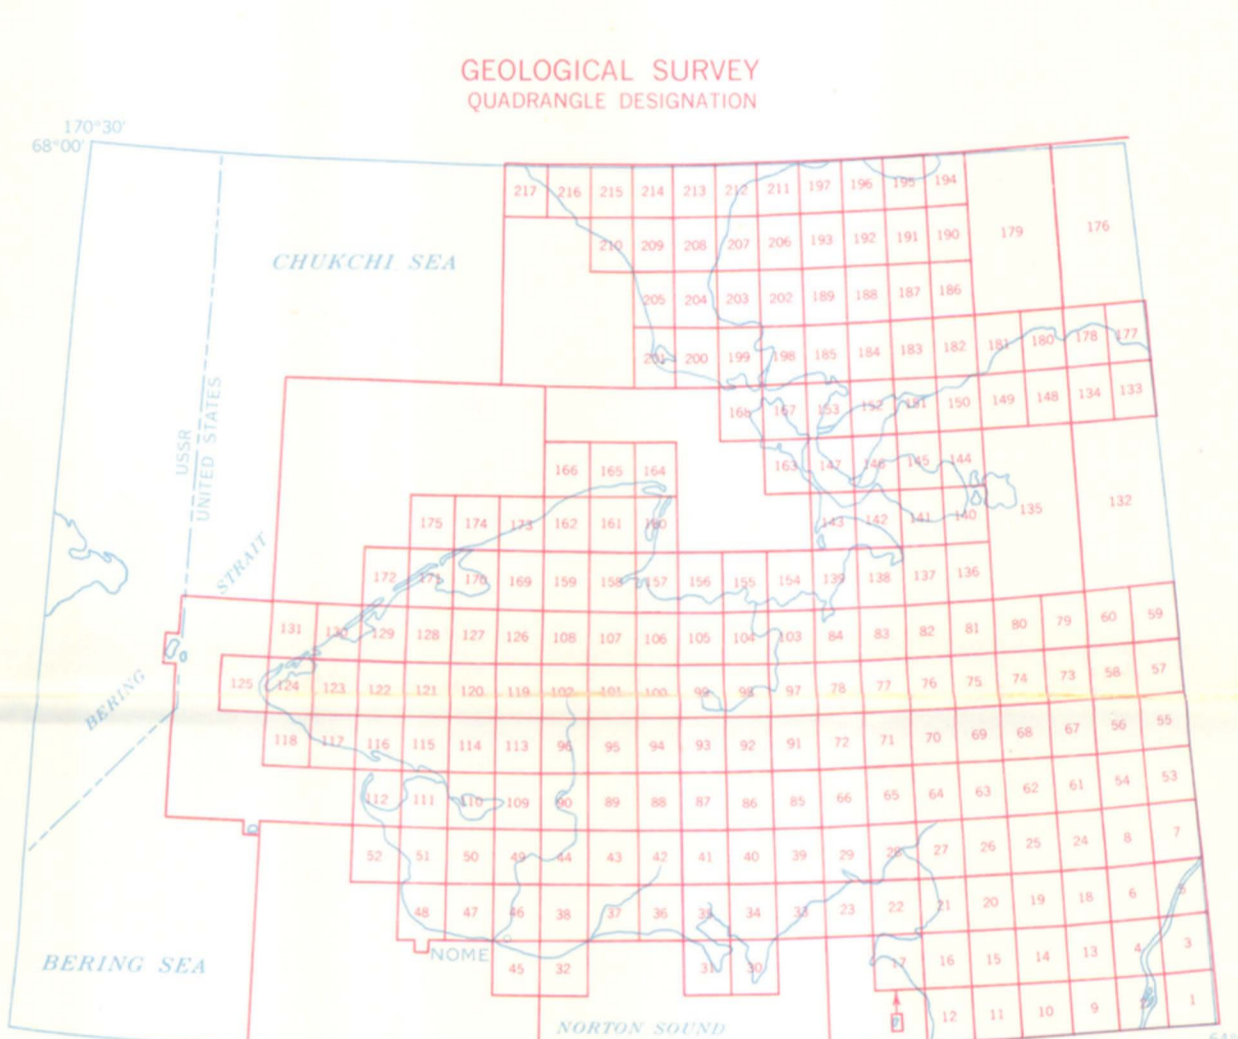 GEOLOGICAL SURVEY
QUADRANGLE DESIGNATION
170°30'
68°00'
217 216 215 214 213 212 211 197 196 195 194
179 176
210 209 208 207 206 193 192 191 190
CHUKCHI SEA
205 204 203 202 189 188 187 186
201 200 199 198 185 184 183 182 181 180 178 177
168 167 153 152 151 150 149 148 134 133
USSR
UNITED STATES
166 165 164 163 147 146 145 144
135 132
175 174 173 162 161 160 143 142 141 140
STRAIT
172 171 170 169 159 158 157 156 155 154 139 138 137 136
131 130 129 128 127 126 108 107 106 105 104 103 84 83 82 81 80 79 60 59
BERING
125 124 123 122 121 120 119 102 101 100 99 98 97 78 77 76 75 74 73 58 57
118 117 116 115 114 113 96 95 94 93 92 91 72 71 70 69 68 67 56 55
112 111 110 109 90 89 88 87 86 85 66 65 64 63 62 61 54 53
52 51 50 49 44 43 42 41 40 39 29 28 27 26 25 24 8 7
48 47 46 38 37 36 35 34 33 23 22 21 20 19 18 6 5
NOME
BERING SEA
45 32 31 30 17 16 15 14 13 4 3
NORTON SOUND
12 11 10 9 2 1